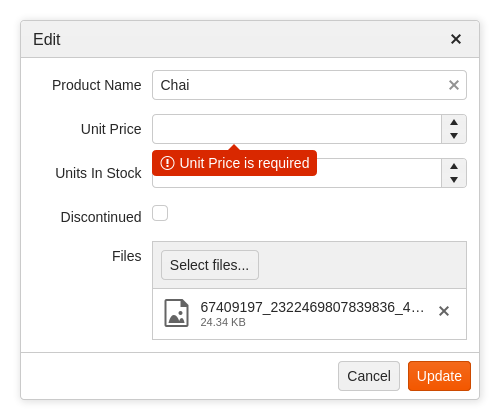 Edit
Product Name
Chai
Unit Price
Unit Price is required
Units In Stock
Discontinued
Files
Select files...
67409197_2322469807839836_4...
24.34 KB
Cancel
Update